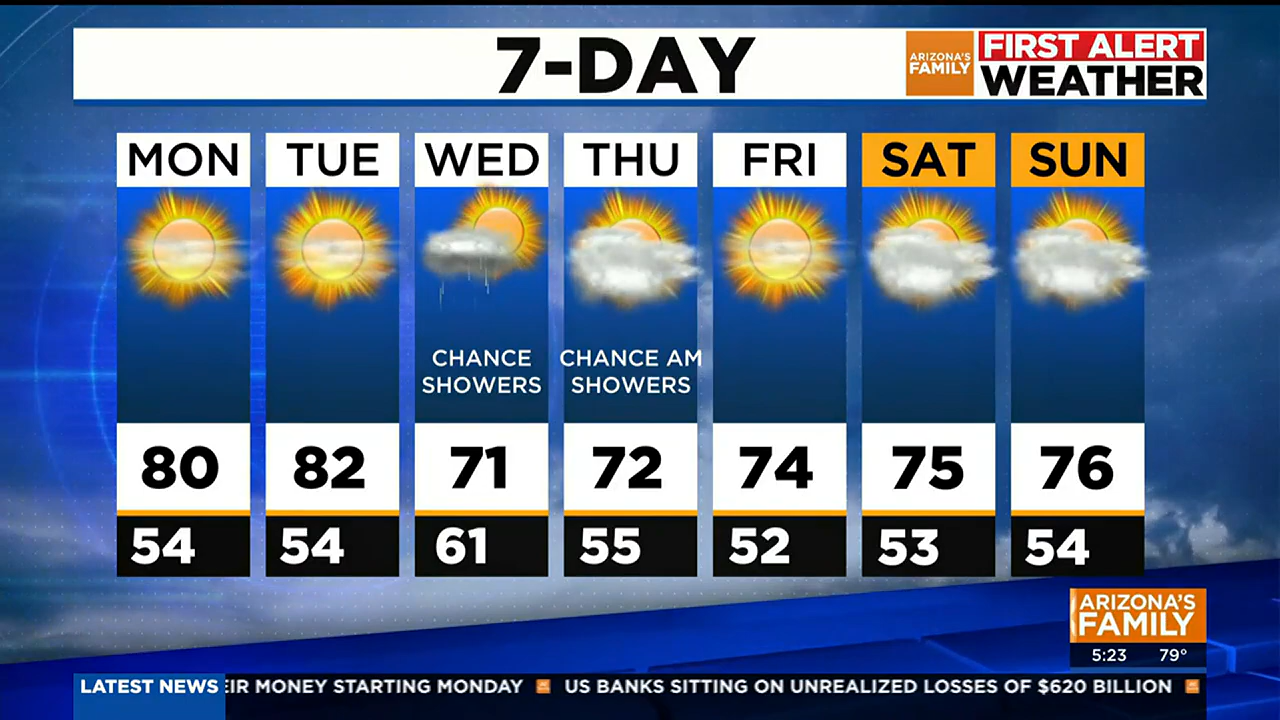 7-DAY
ARIZONA'S
FAMILY
FIRST ALERT
WEATHER
MON TUE WED THU FRI SAT SUN
CHANCE
SHOWERS
CHANCE AM
SHOWERS
80 82 71 72 74 75 76
54 54 61 55 52 53 54
ARIZONA'S
FAMILY
5:23 79°
LATEST NEWS EIR MONEY STARTING MONDAY US BANKS SITTING ON UNREALIZED LOSSES OF $620 BILLION